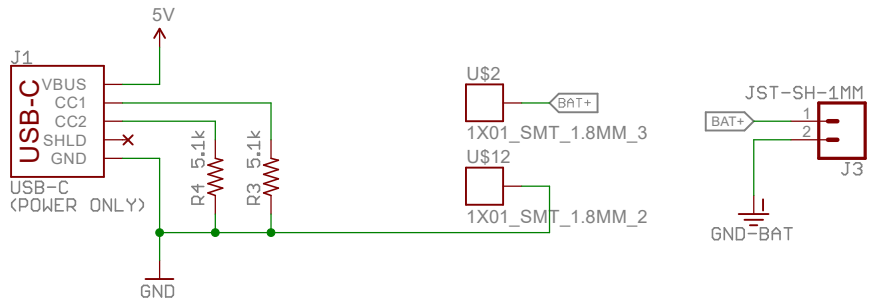 5V
J1
USB-C
VBUS
CC1
CC2
SHLD
GND
USB-C
(POWER ONLY)
R4 5.1k
R3 5.1k
GND
U$2
BAT+
1X01_SMT_1.8MM_3
U$12
1X01_SMT_1.8MM_2
JST-SH-1MM
BAT+
1
2
J3
GND-BAT